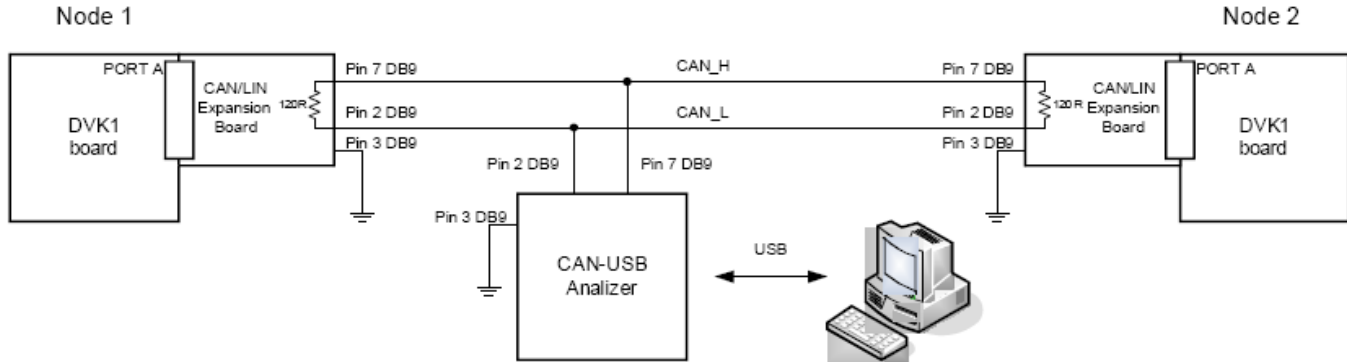 Node 1
Node 2
PORT A
CAN/LIN
Expansion
Board
120R
DVK1
board
Pin 7 DB9
Pin 2 DB9
Pin 3 DB9
CAN_H
CAN_L
Pin 7 DB9
Pin 2 DB9
Pin 3 DB9
120R
CAN/LIN
Expansion
Board
PORT A
DVK1
board
Pin 2 DB9
Pin 7 DB9
Pin 3 DB9
CAN-USB
Analizer
USB